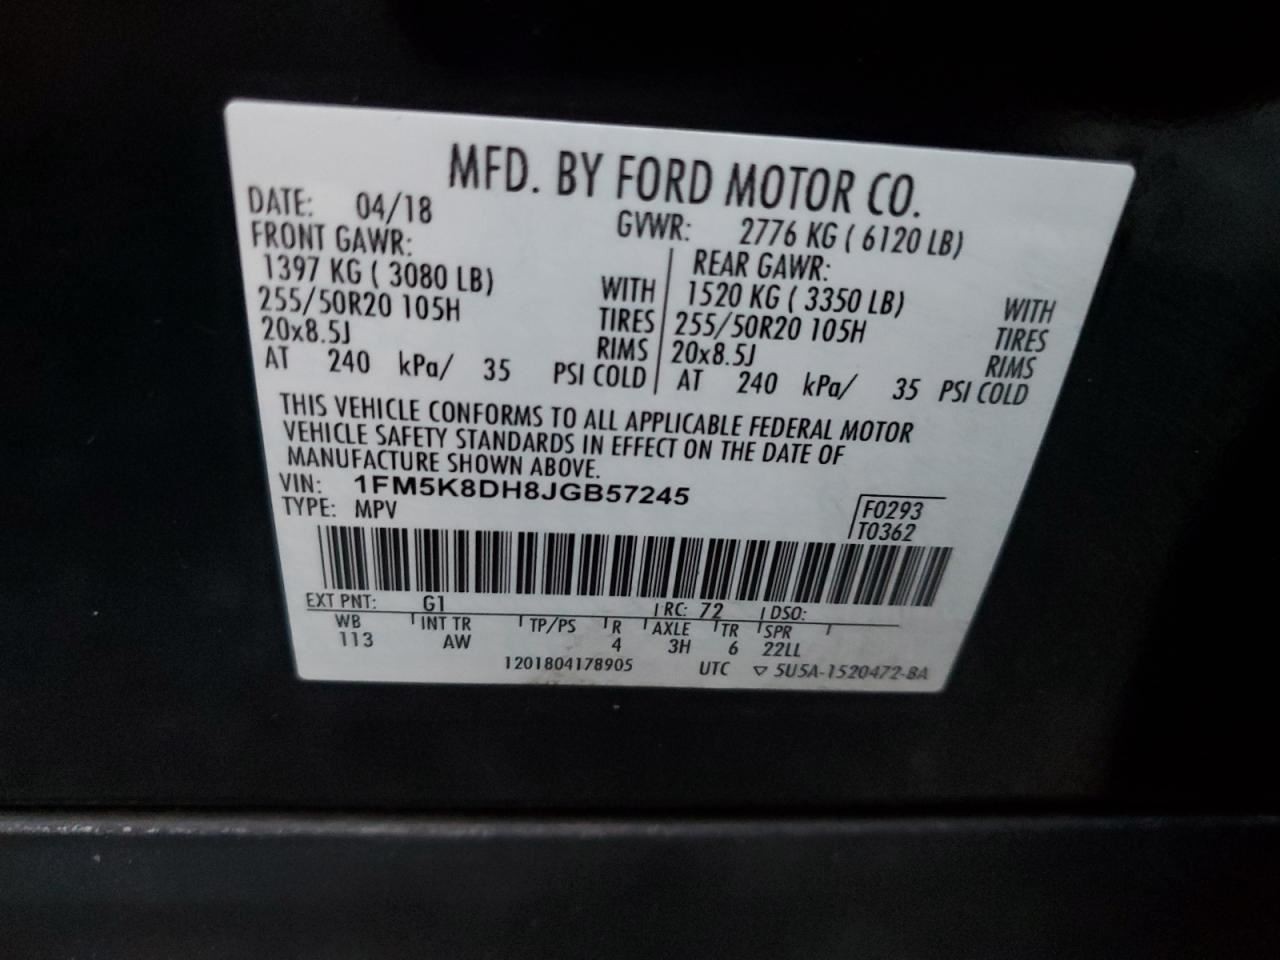 MFD. BY FORD MOTOR CO.
DATE: 04/18 GVWR: 2776 KG ( 6120 LB)
FRONT GAWR: REAR GAWR:
1397 KG ( 3080 LB) WITH 1520 KG ( 3350 LB) WITH
255/50R20 105H TIRES 255/50R20 105H TIRES
20x8.5J RIMS 20x8.5J RIMS
AT 240 kPa/ 35 PSI COLD AT 240 kPa/ 35 PSI COLD
THIS VEHICLE CONFORMS TO ALL APPLICABLE FEDERAL MOTOR
VEHICLE SAFETY STANDARDS IN EFFECT ON THE DATE OF
MANUFACTURE SHOWN ABOVE.
VIN: 1FM5K8DH8JGB57245
TYPE: MPV
F0293
T0362
EXT PNT: G1 RC: 72 DSO:
WB INT TR TP/PS R AXLE TR SPR
113 AW 4 3H 6 22LL
1201804178905 UTC ▽ 5U5A-1520472-BA